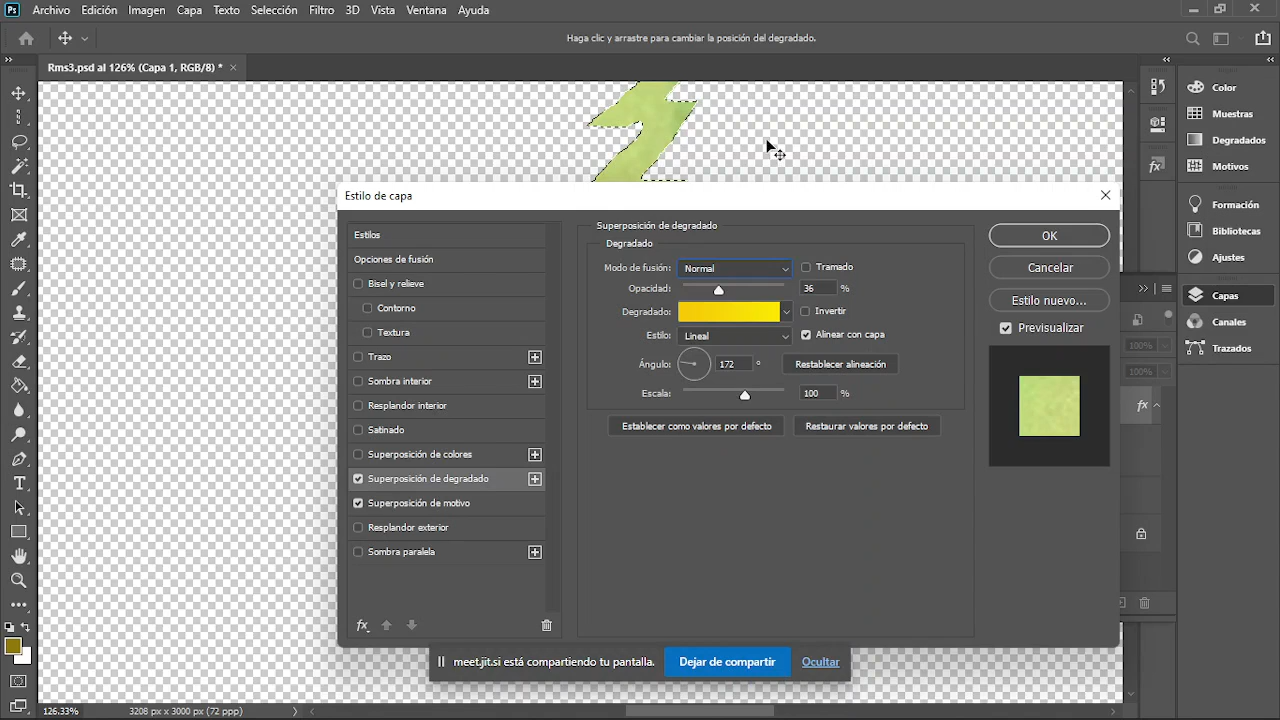 Ps Archivo Edición Imagen Capa Texto Selección Filtro 3D Vista Ventana Ayuda
Haga clic y arrastre para cambiar la posición del degradado.
Rms3.psd al 126% (Capa 1, RGB/8) *
Color
Muestras
Degradados
Motivos
Formación
Bibliotecas
Ajustes
Capas
Canales
Trazados
100%
100%
fx
Estilo de capa
Estilos
Opciones de fusión
Bisel y relieve
Contorno
Textura
Trazo
Sombra interior
Resplandor interior
Satinado
Superposición de colores
Superposición de degradado
Superposición de motivo
Resplandor exterior
Sombra paralela
fx
Superposición de degradado
Degradado
Modo de fusión: Normal Tramado
Opacidad: 36 %
Degradado: Invertir
Estilo: Lineal Alinear con capa
Ángulo: 172 ° Restablecer alineación
Escala: 100 %
Establecer como valores por defecto Restaurar valores por defecto
OK
Cancelar
Estilo nuevo...
Previsualizar
meet.jit.si está compartiendo tu pantalla. Dejar de compartir Ocultar
126.33% 3208 px x 3000 px (72 ppp)